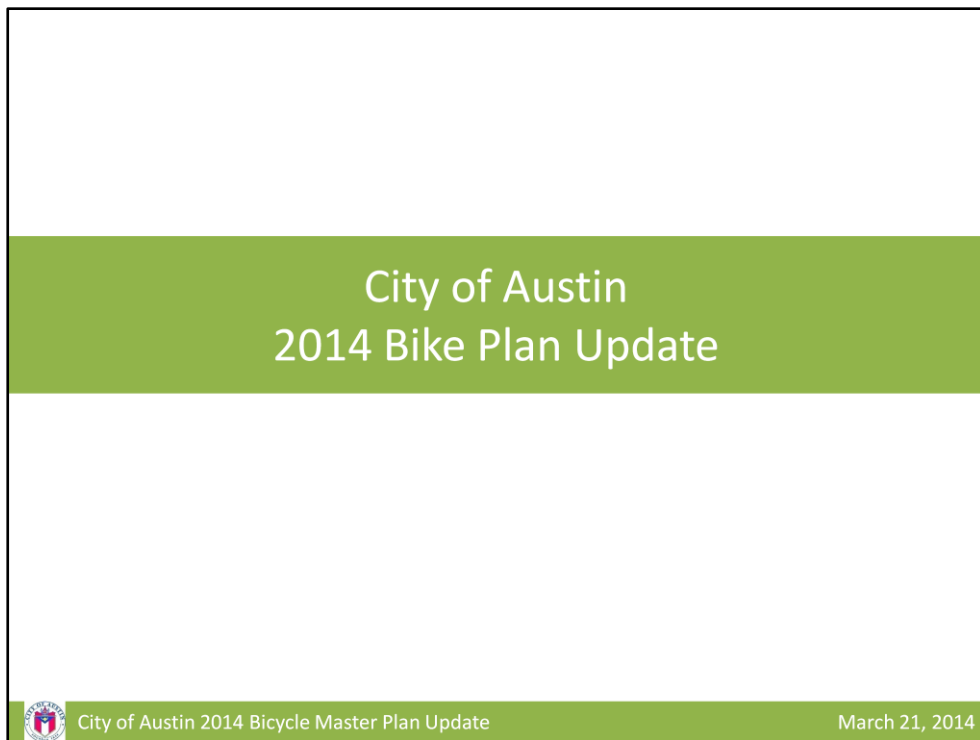 City of Austin
2014 Bike Plan Update
City of Austin 2014 Bicycle Master Plan Update
March 21, 2014